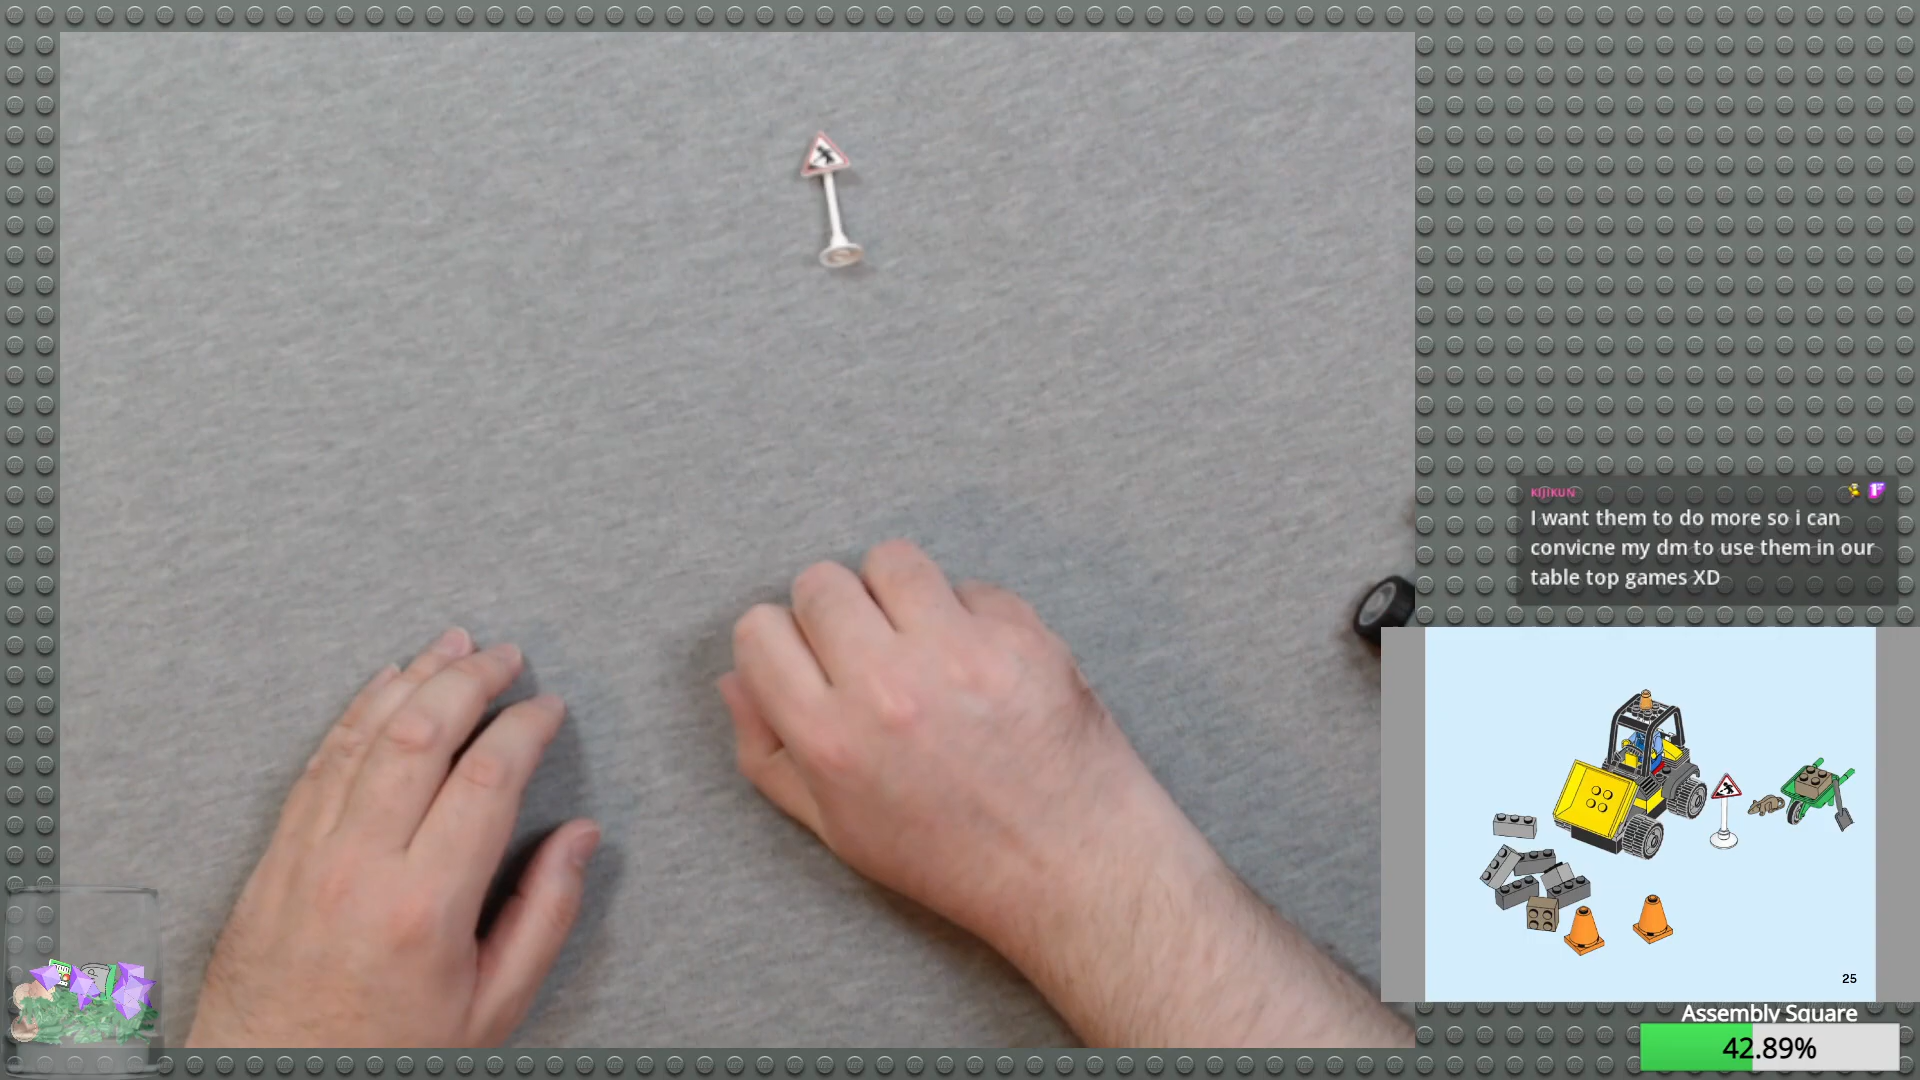 KIJIKUN
I want them to do more so i can
convicne my dm to use them in our
table top games XD
25
Assembly Square
42.89%